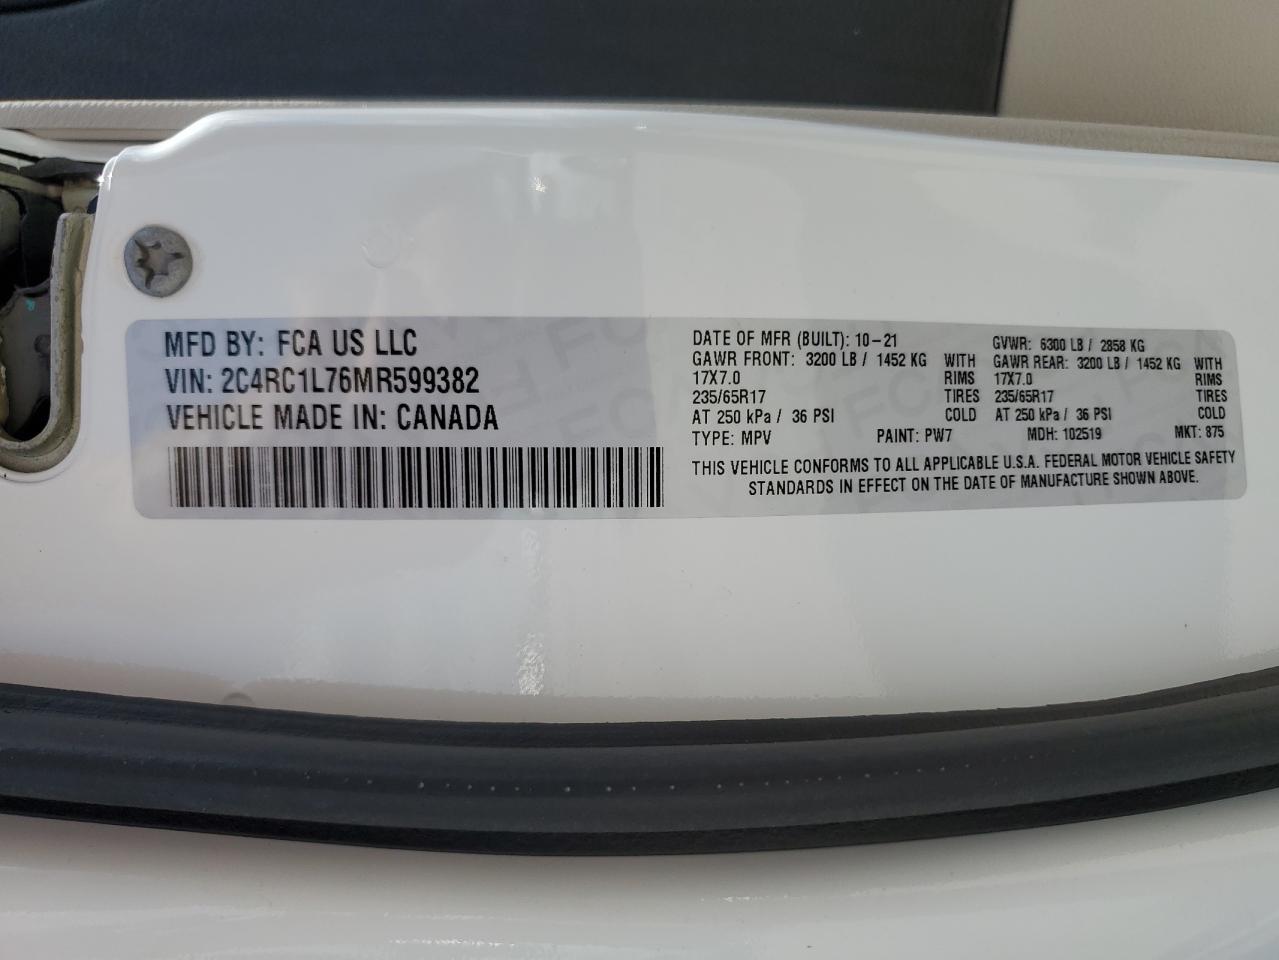 MFD BY: FCA US LLC
VIN: 2C4RC1L76MR599382
VEHICLE MADE IN: CANADA
DATE OF MFR (BUILT): 10-21 GVWR: 6300 LB / 2858 KG
GAWR FRONT: 3200 LB / 1452 KG WITH GAWR REAR: 3200 LB / 1452 KG WITH
17X7.0 RIMS 17X7.0 RIMS
235/65R17 TIRES 235/65R17 TIRES
AT 250 kPa / 36 PSI COLD AT 250 kPa / 36 PSI COLD
TYPE: MPV PAINT: PW7 MDH: 102519 MKT: 875
THIS VEHICLE CONFORMS TO ALL APPLICABLE U.S.A. FEDERAL MOTOR VEHICLE SAFETY
STANDARDS IN EFFECT ON THE DATE OF MANUFACTURE SHOWN ABOVE.